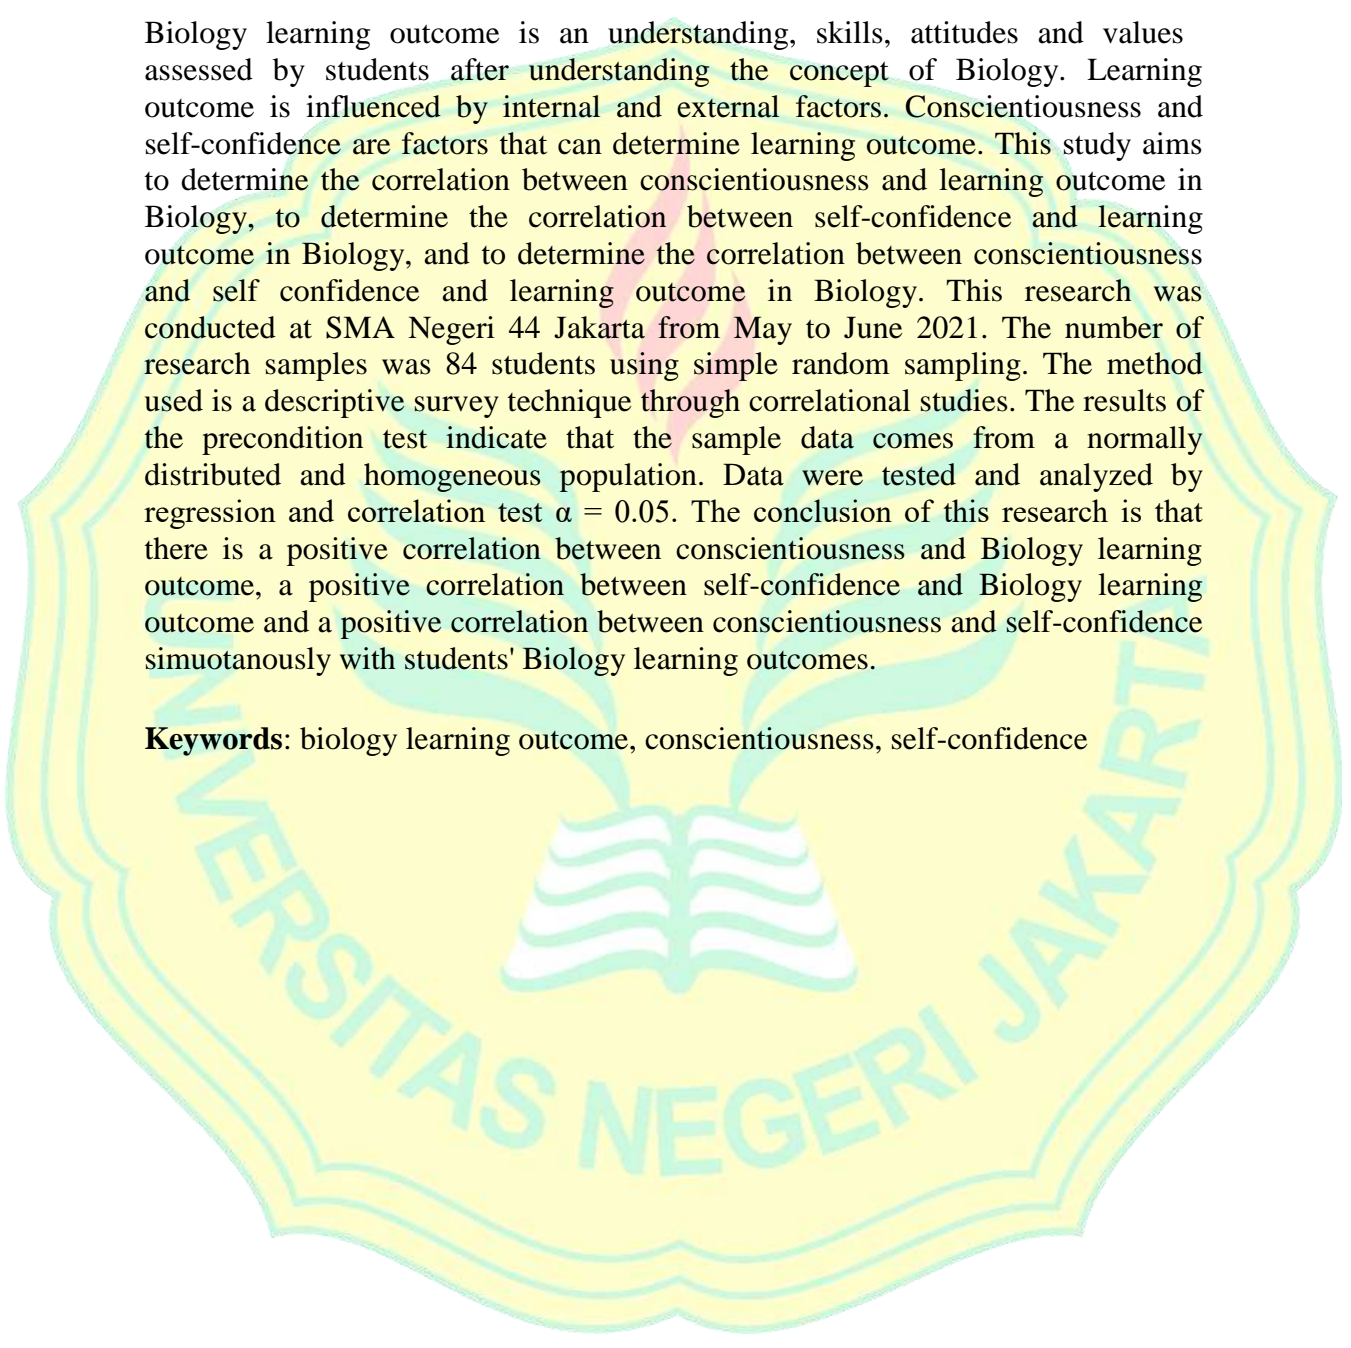 Biology learning outcome is an understanding, skills, attitudes and values
assessed by students after understanding the concept of Biology. Learning
outcome is influenced by internal and external factors. Conscientiousness and
self-confidence are factors that can determine learning outcome. This study aims
to determine the correlation between conscientiousness and learning outcome in
Biology, to determine the correlation between self-confidence and learning
outcome in Biology, and to determine the correlation between conscientiousness
and self confidence and learning outcome in Biology. This research was
conducted at SMA Negeri 44 Jakarta from May to June 2021. The number of
research samples was 84 students using simple random sampling. The method
used is a descriptive survey technique through correlational studies. The results of
the precondition test indicate that the sample data comes from a normally
distributed and homogeneous population. Data were tested and analyzed by
regression and correlation test α = 0.05. The conclusion of this research is that
there is a positive correlation between conscientiousness and Biology learning
outcome, a positive correlation between self-confidence and Biology learning
outcome and a positive correlation between conscientiousness and self-confidence
simuotanously with students' Biology learning outcomes.
Keywords: biology learning outcome, conscientiousness, self-confidence
UNIVERSITAS NEGERI JAKARTA